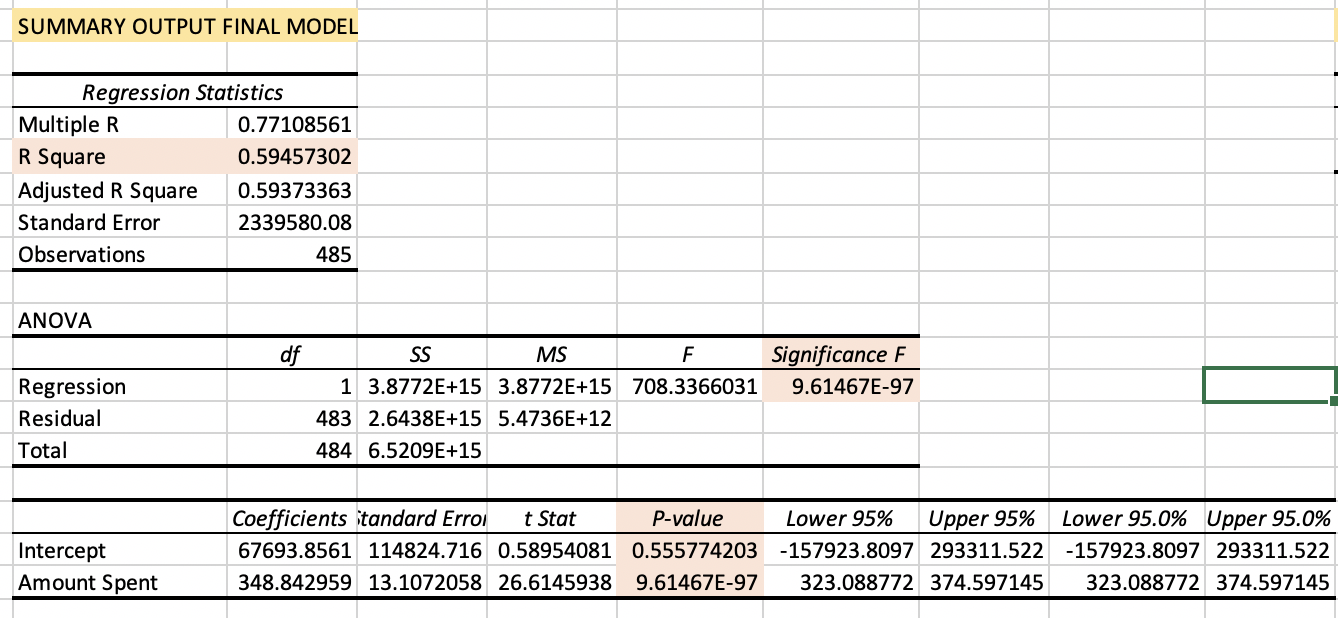 SUMMARY OUTPUT FINAL MODEL
Regression Statistics
Multiple R 0.77108561
R Square 0.59457302
Adjusted R Square 0.59373363
Standard Error 2339580.08
Observations 485
ANOVA
df SS MS F Significance F
Regression 1 3.8772E+15 3.8772E+15 708.3366031 9.61467E-97
Residual 483 2.6438E+15 5.4736E+12
Total 484 6.5209E+15
Coefficients Standard Error t Stat P-value Lower 95% Upper 95% Lower 95.0% Upper 95.0%
Intercept 67693.8561 114824.716 0.58954081 0.555774203 -157923.8097 293311.522 -157923.8097 293311.522
Amount Spent 348.842959 13.1072058 26.6145938 9.61467E-97 323.088772 374.597145 323.088772 374.597145